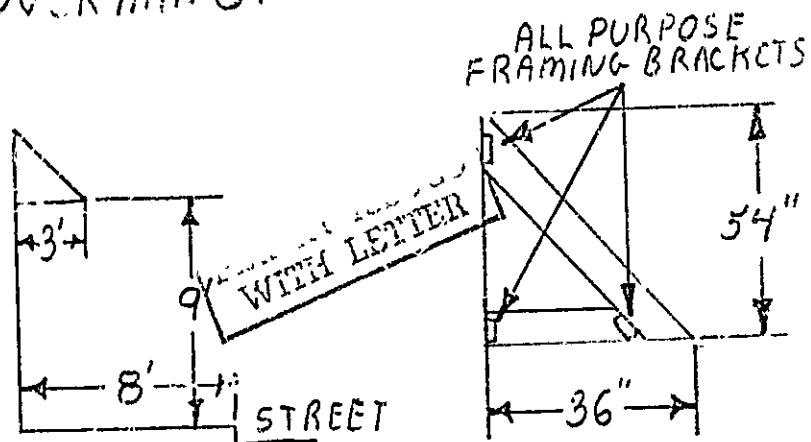 ALL PURPOSE
FRAMING BRACKETS
3'
9'
8'
STREET
WITH LETTER
54"
36"